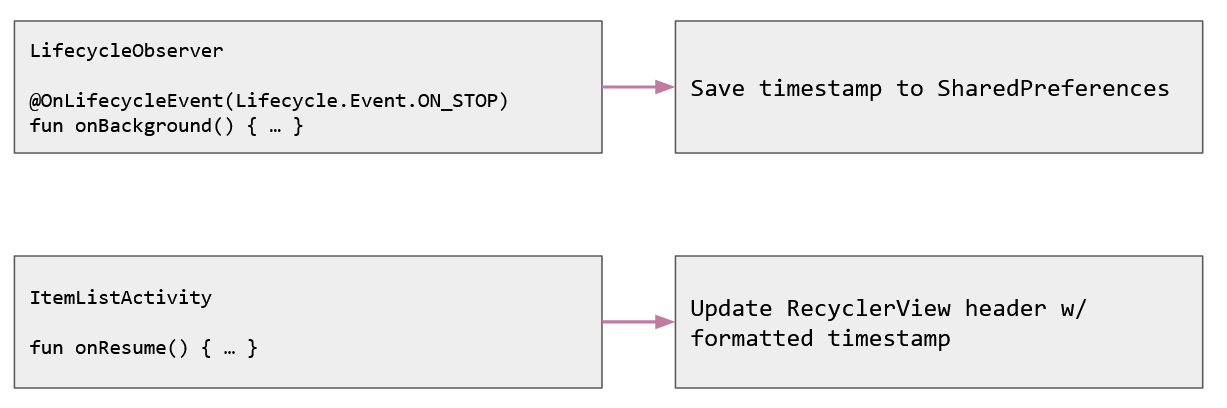 LifecycleObserver
@OnLifecycleEvent(Lifecycle.Event.ON_STOP)
fun onBackground() { … }
Save timestamp to SharedPreferences
ItemListActivity
fun onResume() { … }
Update RecyclerView header w/
formatted timestamp